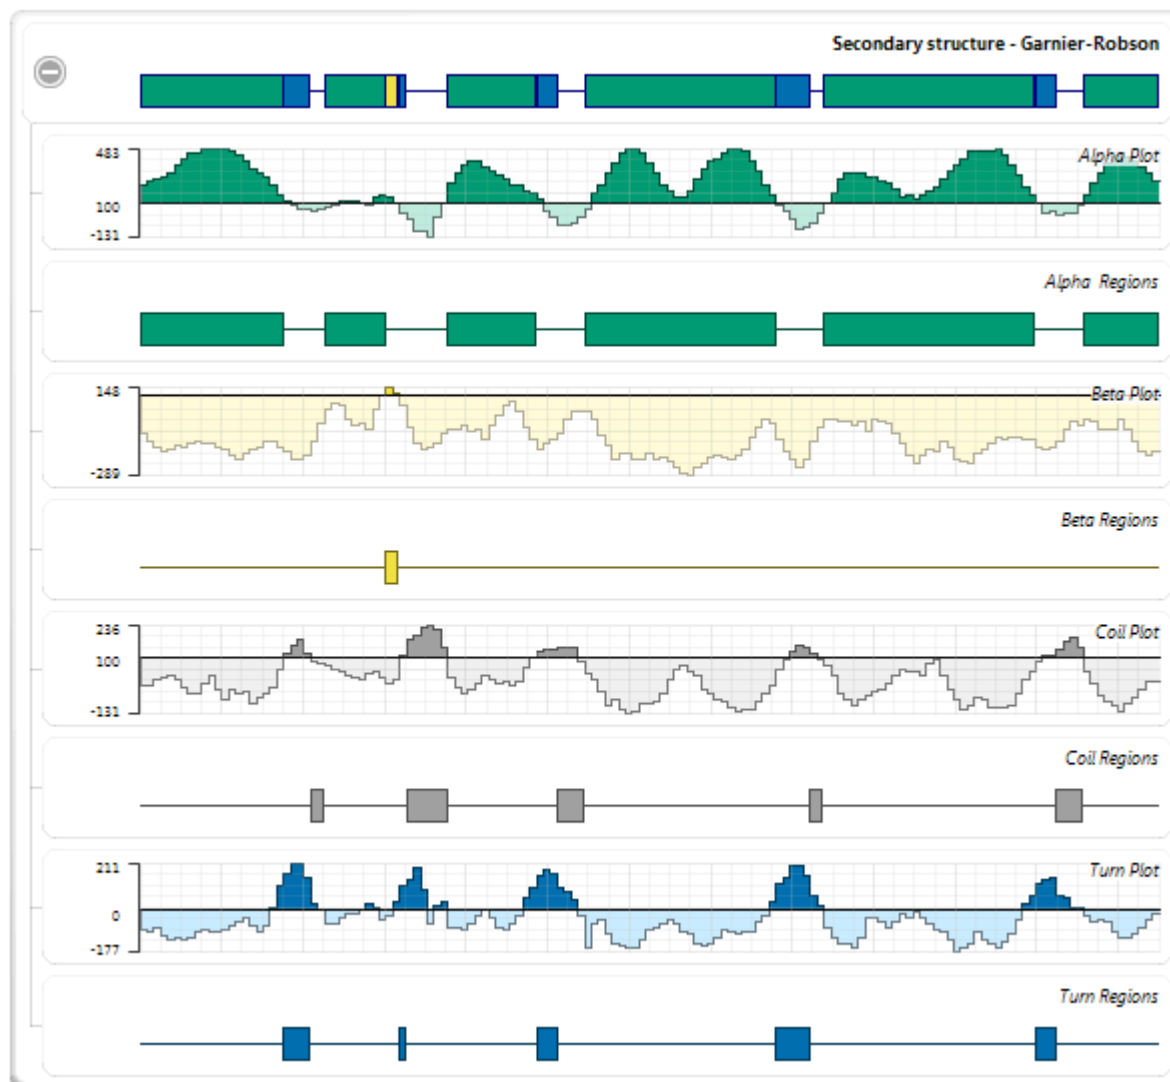 Secondary structure - Garnier-Robson
483
Alpha Plot
100
-131
Alpha Regions
148
Beta Plot
-289
Beta Regions
236
Coil Plot
100
-131
Coil Regions
211
Turn Plot
0
-177
Turn Regions